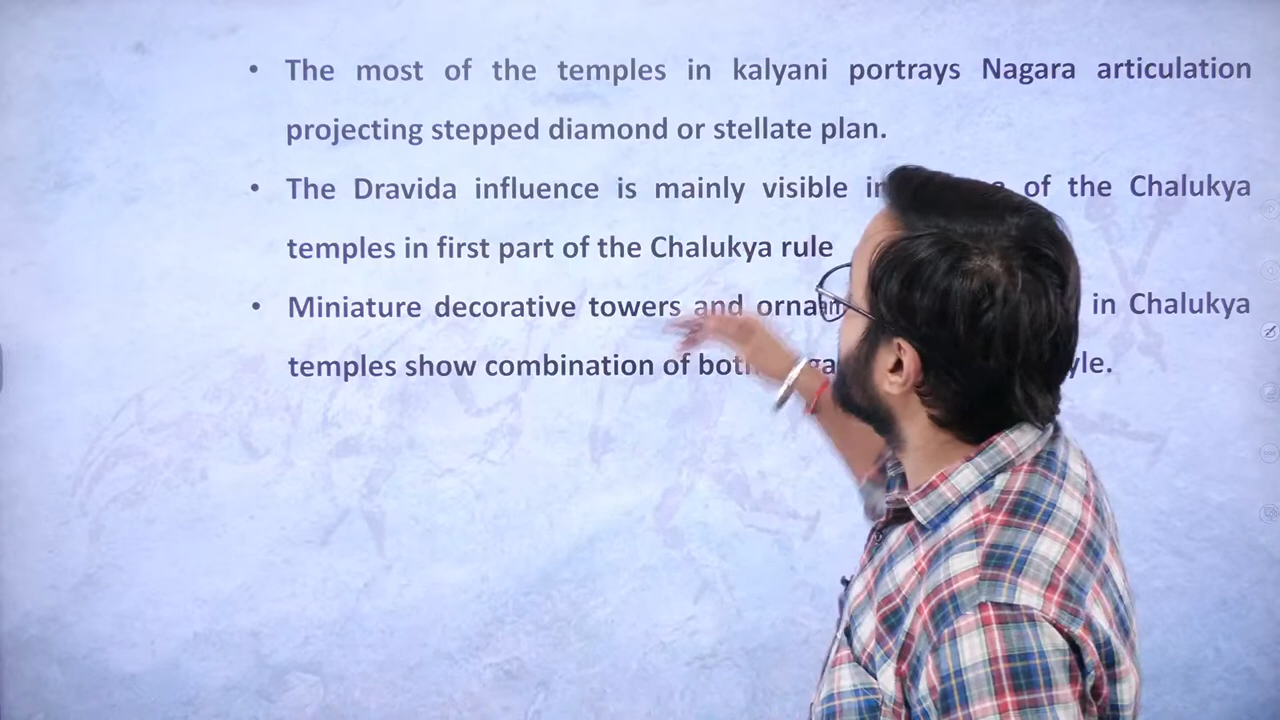 • The most of the temples in kalyani portrays Nagara articulation
projecting stepped diamond or stellate plan.
• The Dravida influence is mainly visible in of the Chalukya
temples in first part of the Chalukya rule
• Miniature decorative towers and in Chalukya
temples show combination of both